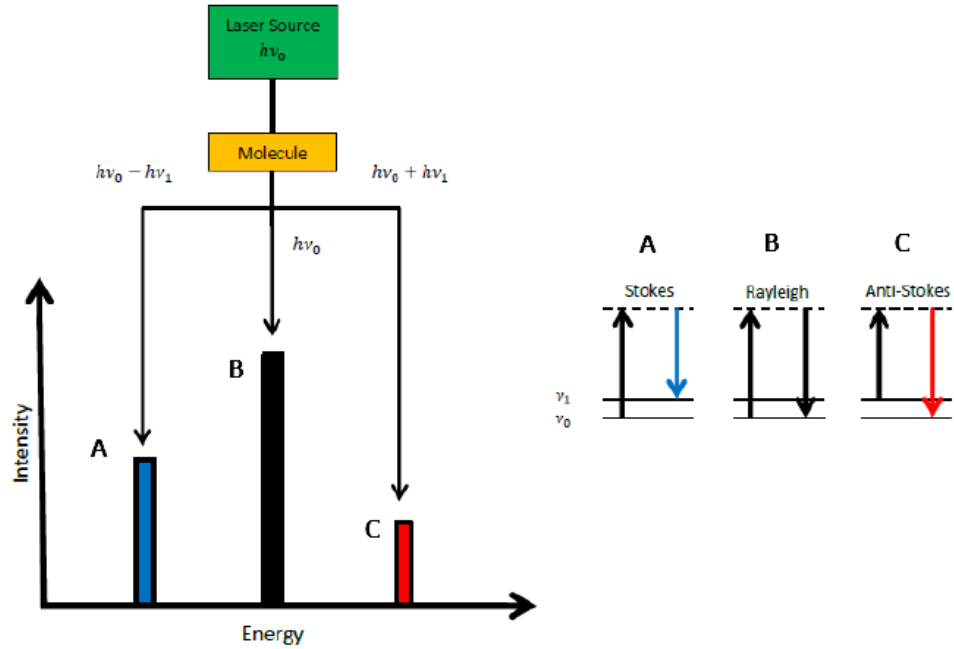 Laser Source
hν₀
Molecule
hν₀ − hν₁
hν₀ + hν₁
hν₀
A
B
C
Intensity
Energy
A
B
C
Stokes
Rayleigh
Anti-Stokes
ν₁
ν₀